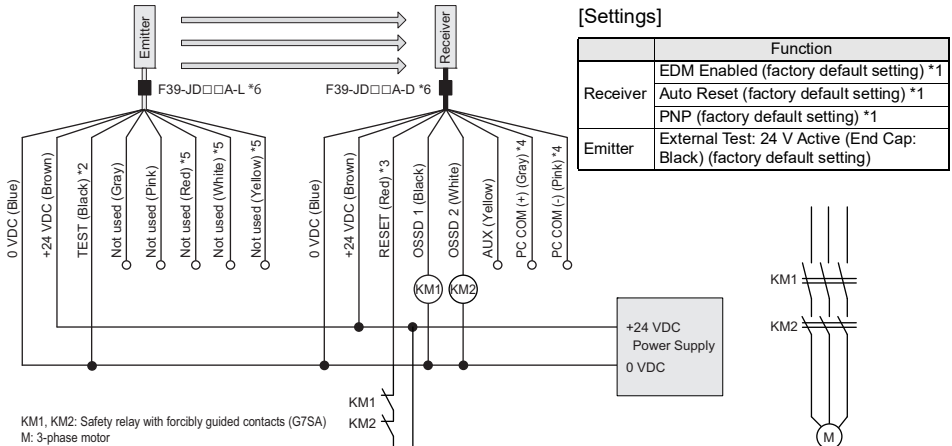 [Settings]
Function
Receiver
EDM Enabled (factory default setting) *1
Auto Reset (factory default setting) *1
PNP (factory default setting) *1
Emitter
External Test: 24 V Active (End Cap:
Black) (factory default setting)
Emitter
Receiver
F39-JD□□A-L *6
F39-JD□□A-D *6
0 VDC (Blue)
+24 VDC (Brown)
TEST (Black) *2
Not used (Gray)
Not used (Pink)
Not used (Red) *5
Not used (White) *5
Not used (Yellow) *5
0 VDC (Blue)
+24 VDC (Brown)
RESET (Red) *3
OSSD 1 (Black)
OSSD 2 (White)
AUX (Yellow)
PC COM (+) (Gray) *4
PC COM (-) (Pink) *4
KM1
KM2
+24 VDC
Power Supply
0 VDC
KM1
KM2
KM1
KM2
M
KM1, KM2: Safety relay with forcibly guided contacts (G7SA)
M: 3-phase motor